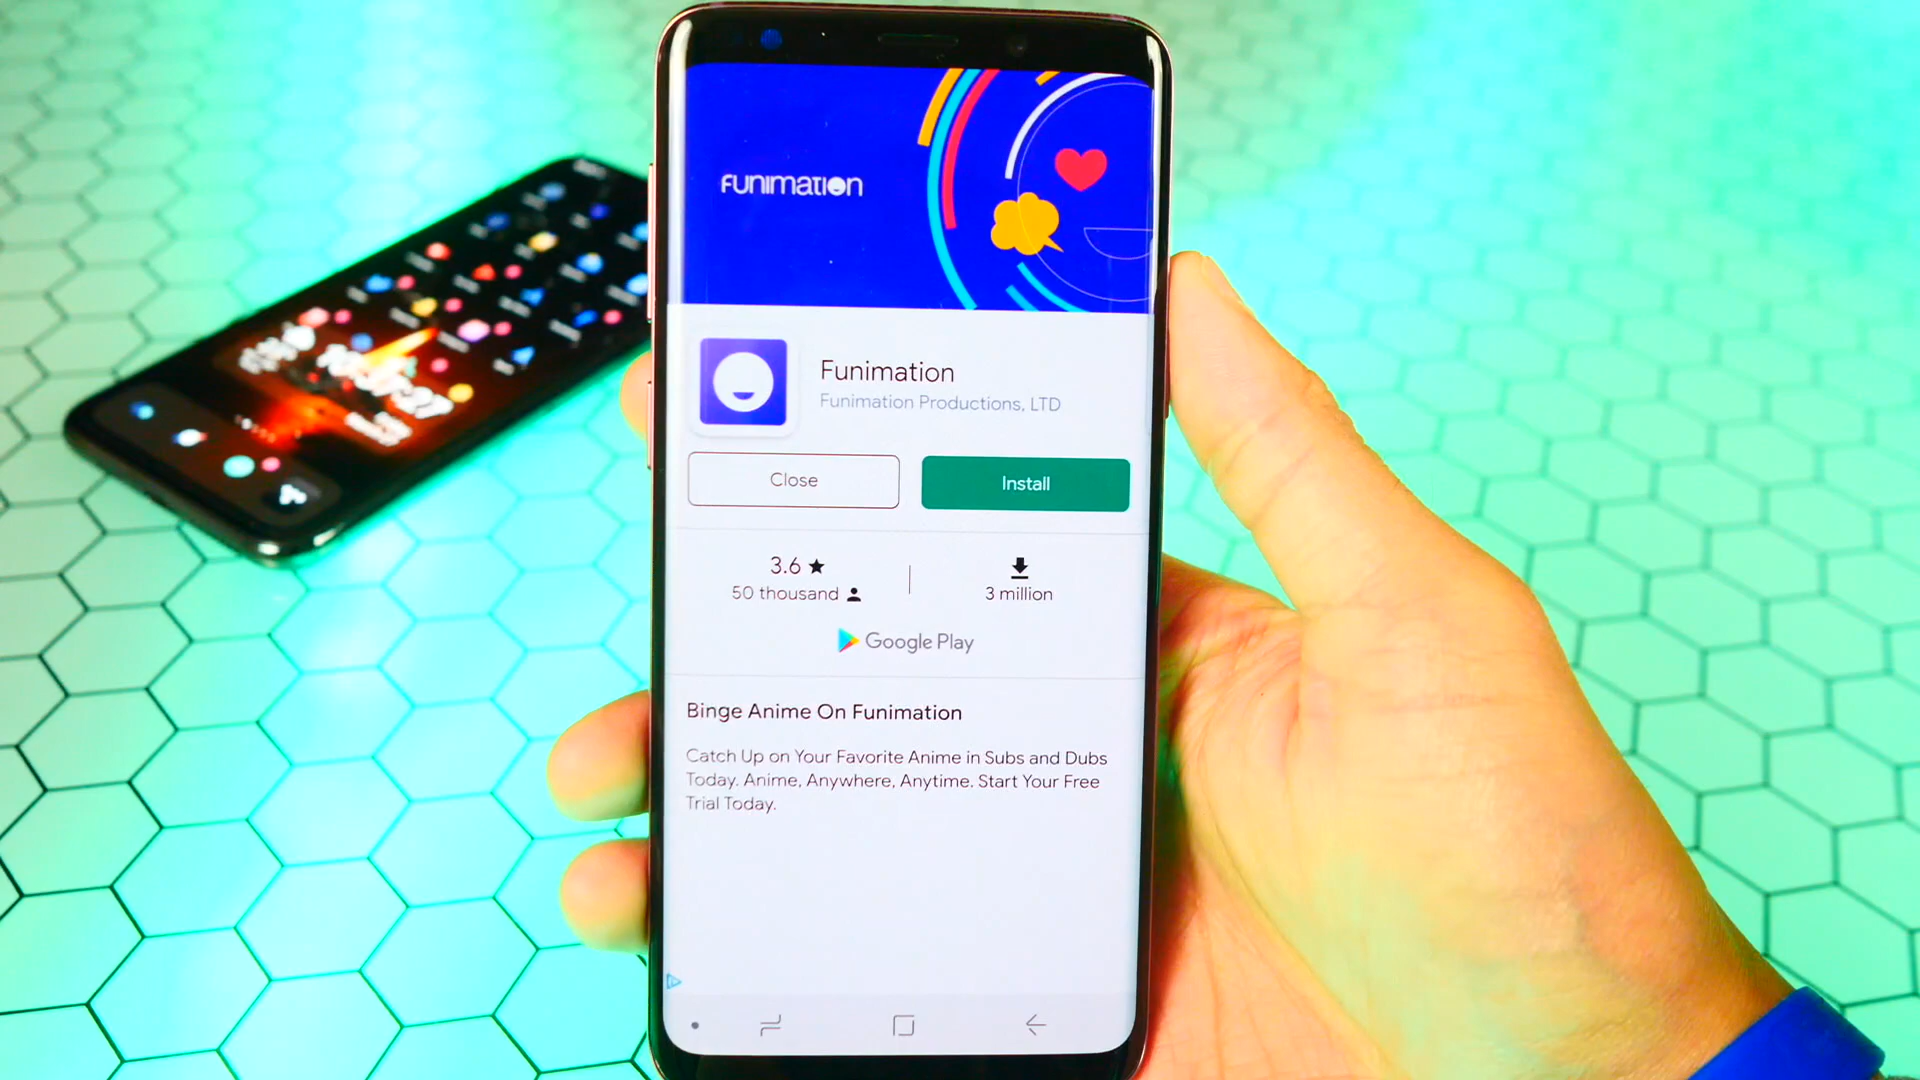 FUNIMATION
Funimation
Funimation Productions, LTD
Close
Install
3.6 ★
50 thousand
3 million
Google Play
Binge Anime On Funimation
Catch Up on Your Favorite Anime in Subs and Dubs
Today. Anime, Anywhere, Anytime. Start Your Free
Trial Today.